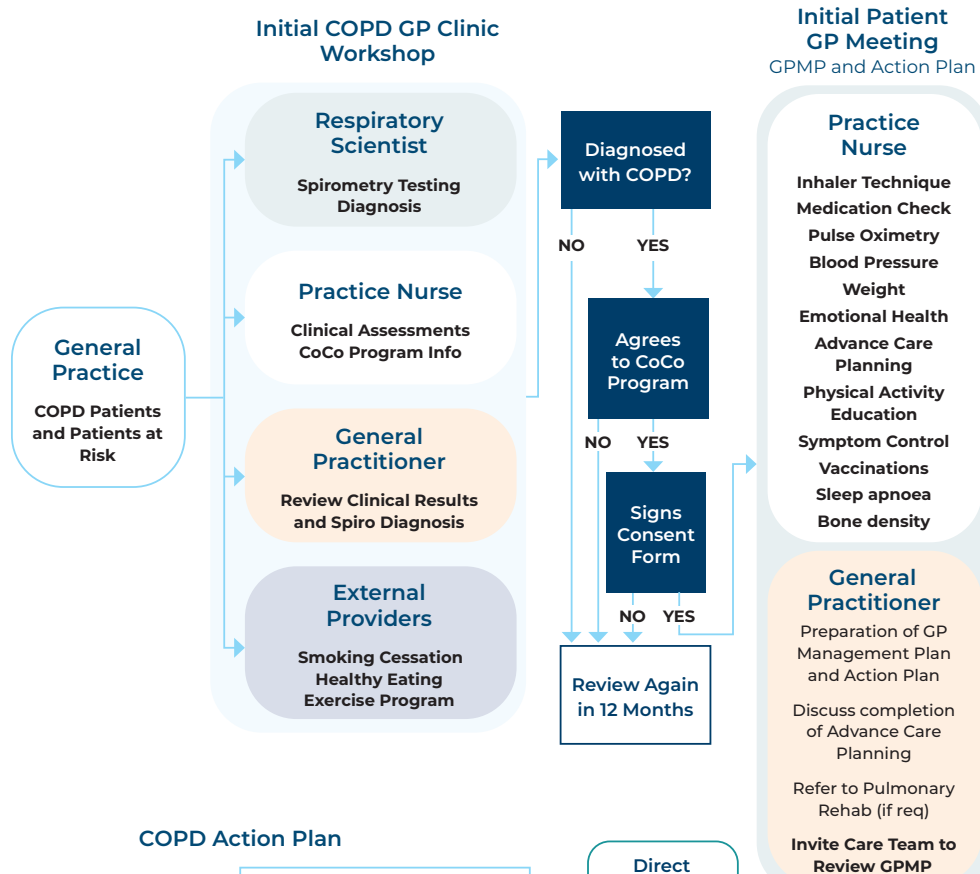 Initial COPD GP Clinic
Workshop
General
Practice
COPD Patients
and Patients at
Risk
Respiratory
Scientist
Spirometry Testing
Diagnosis
Practice Nurse
Clinical Assessments
CoCo Program Info
General
Practitioner
Review Clinical Results
and Spiro Diagnosis
External
Providers
Smoking Cessation
Healthy Eating
Exercise Program
Diagnosed
with COPD?
NO YES
Agrees
to CoCo
Program
NO YES
Signs
Consent
Form
NO YES
Review Again
in 12 Months
Initial Patient
GP Meeting
GPMP and Action Plan
Practice
Nurse
Inhaler Technique
Medication Check
Pulse Oximetry
Blood Pressure
Weight
Emotional Health
Advance Care
Planning
Physical Activity
Education
Symptom Control
Vaccinations
Sleep apnoea
Bone density
General
Practitioner
Preparation of GP
Management Plan
and Action Plan
Discuss completion
of Advance Care
Planning
Refer to Pulmonary
Rehab (if req)
Invite Care Team to
Review GPMP
COPD Action Plan
Direct